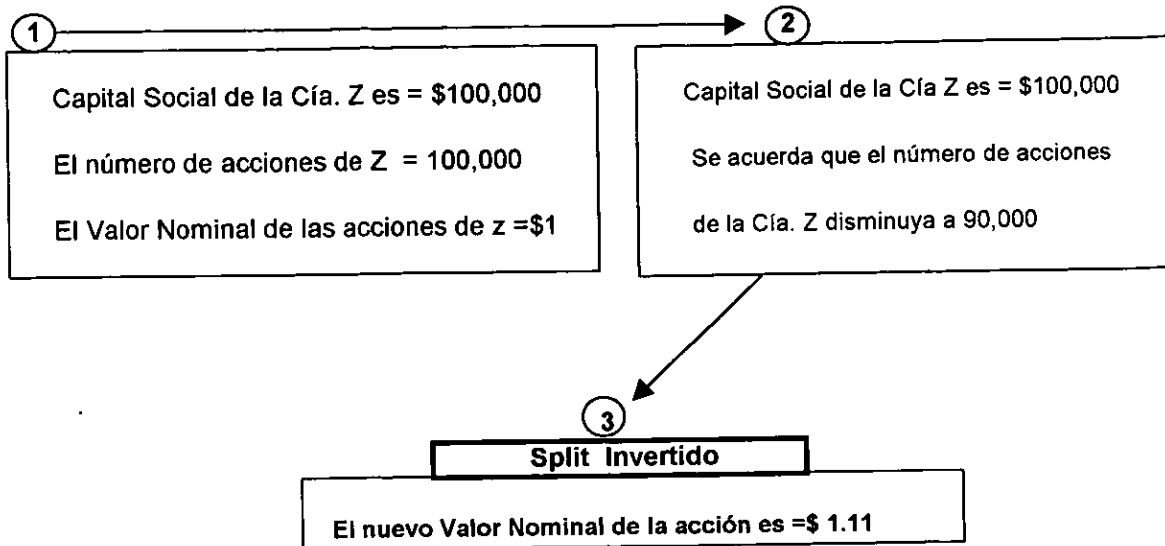 1
Capital Social de la Cía. Z es = $100,000
El número de acciones de Z = 100,000
El Valor Nominal de las acciones de z =$1
2
Capital Social de la Cía Z es = $100,000
Se acuerda que el número de acciones
de la Cía. Z disminuya a 90,000
3
Split Invertido
El nuevo Valor Nominal de la acción es =$ 1.11